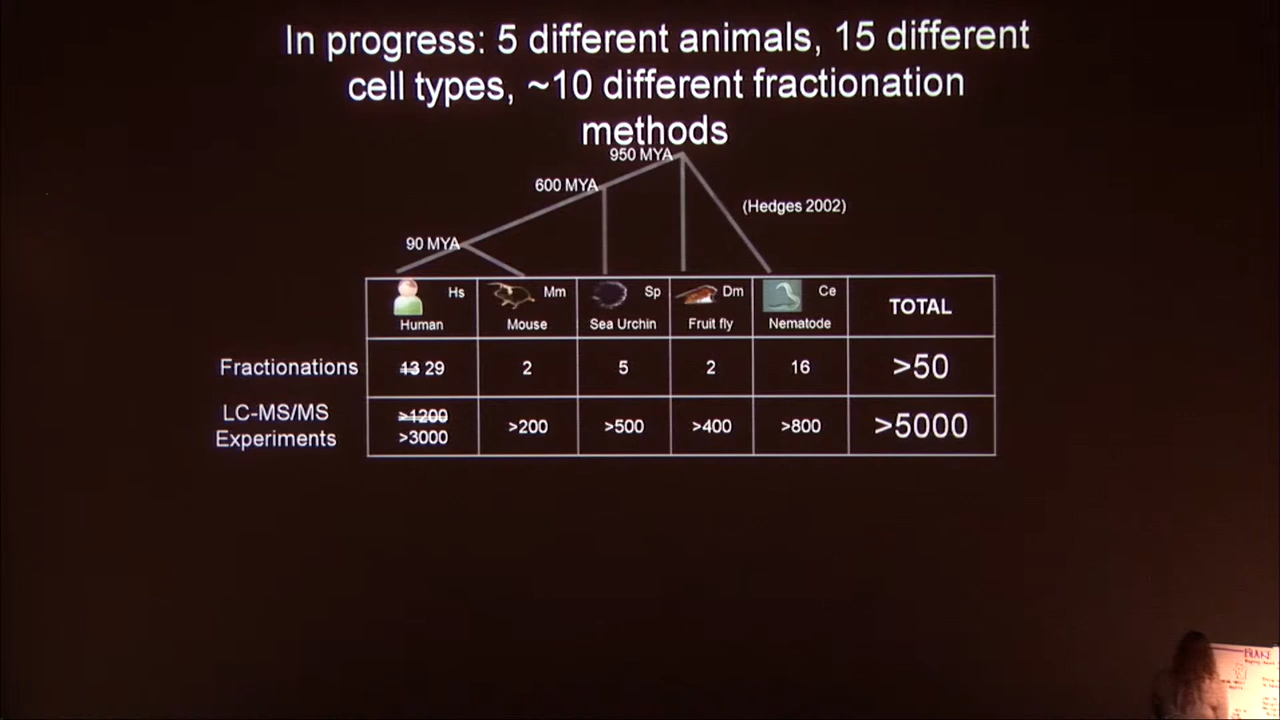 In progress: 5 different animals, 15 different
cell types, ~10 different fractionation
methods
950 MYA
600 MYA
(Hedges 2002)
90 MYA
Hs Mm Sp Dm Ce TOTAL
Human Mouse Sea Urchin Fruit fly Nematode
Fractionations 13 29 2 5 2 16 >50
LC-MS/MS
Experiments
>1200
>3000 >200 >500 >400 >800 >5000